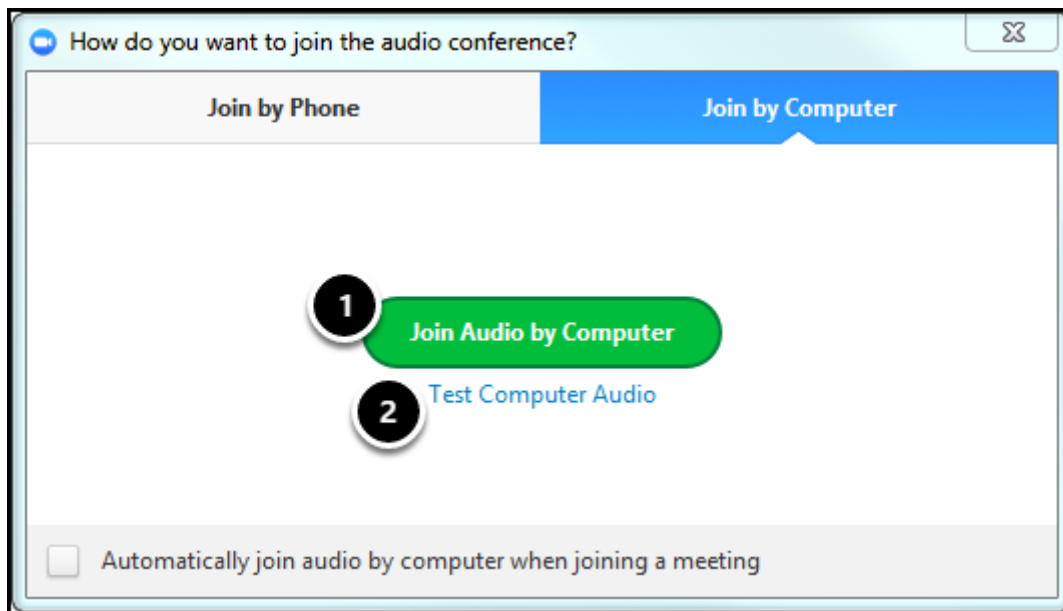 How do you want to join the audio conference?
Join by Phone
Join by Computer
1
Join Audio by Computer
2
Test Computer Audio
Automatically join audio by computer when joining a meeting